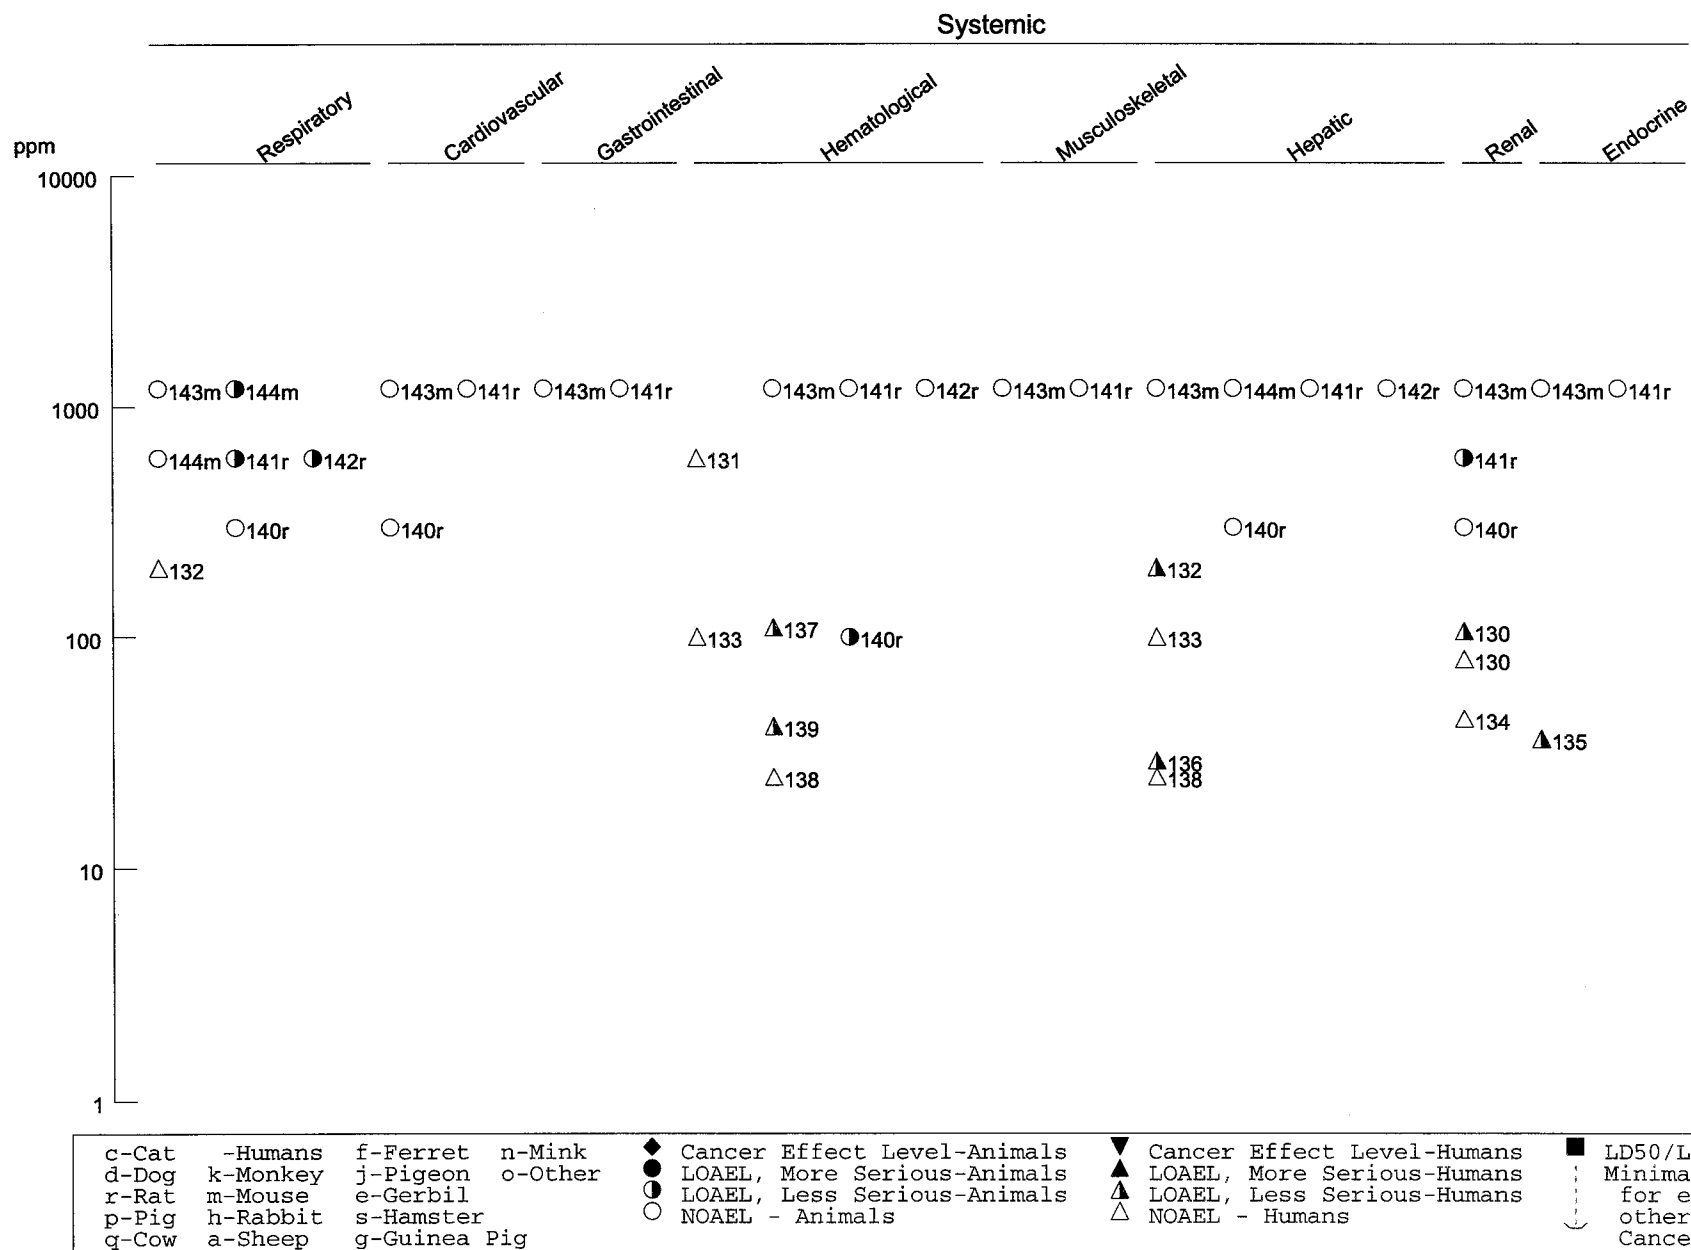 Systemic
Respiratory Cardiovascular Gastrointestinal Hematological Musculoskeletal Hepatic Renal Endocrine
ppm
10000
143m 144m 143m 141r 143m 141r 143m 141r 142r 143m 141r 143m 144m 141r 142r 143m 143m 141r
1000
144m 141r 142r 131 141r
140r 140r 140r 140r
132 132
137 130
100 133 140r 133
130
134
139 135
136
138 138
10
1
c-Cat -Humans f-Ferret n-Mink Cancer Effect Level-Animals Cancer Effect Level-Humans LD50/L
d-Dog k-Monkey j-Pigeon o-Other LOAEL, More Serious-Animals LOAEL, More Serious-Humans Minima
r-Rat m-Mouse e-Gerbil LOAEL, Less Serious-Animals LOAEL, Less Serious-Humans for e
p-Pig h-Rabbit s-Hamster NOAEL - Animals NOAEL - Humans other
q-Cow a-Sheep g-Guinea Pig Cance